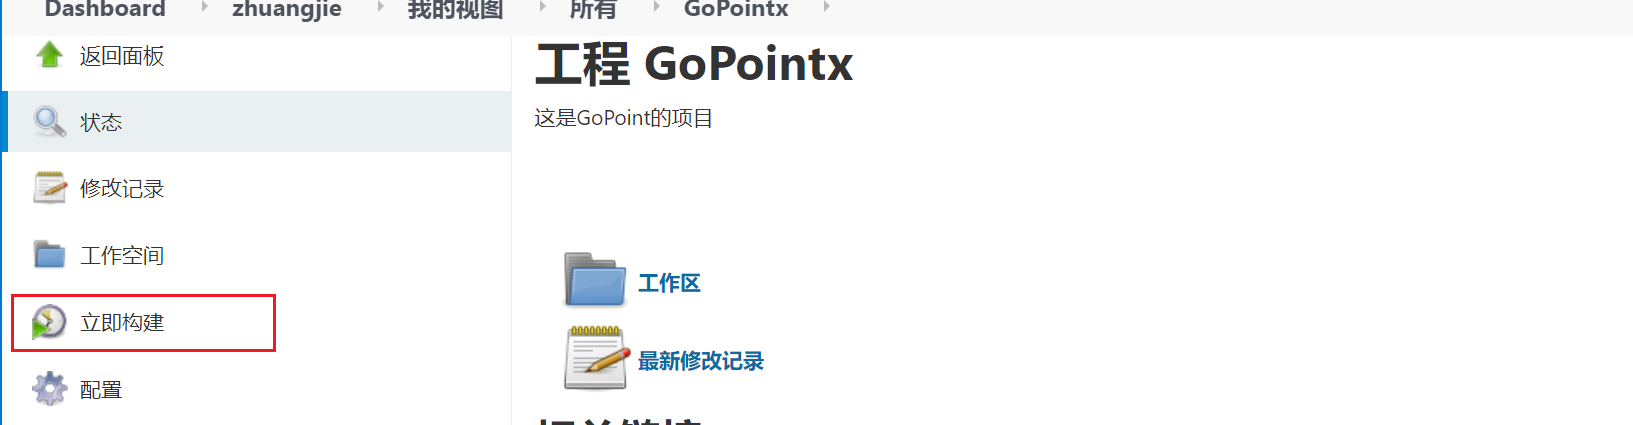 Dashboard zhuangjie 我的视图 所有 GoPointx
返回面板
状态
修改记录
工作空间
立即构建
配置
工程 GoPointx
这是GoPoint的项目
工作区
最新修改记录